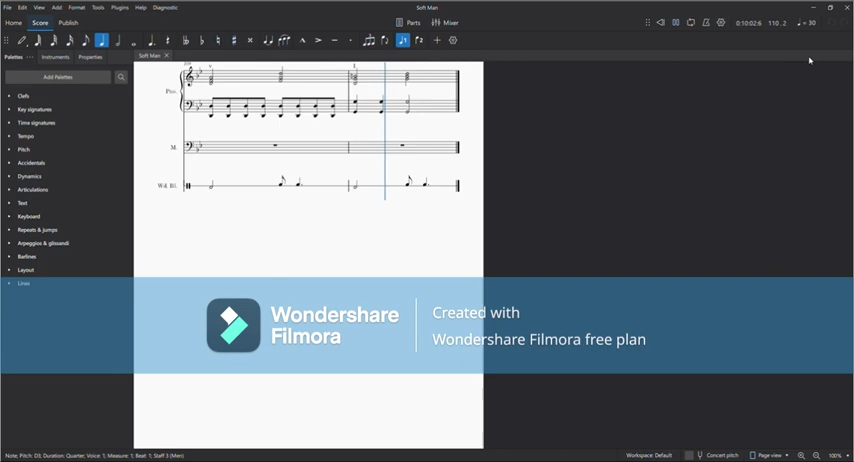 File Edit View Add Format Tools Plugins Help Diagnostic
Soft Man
Home Score Publish
Parts Mixer
0:10:02:6 110 . 2 = 30
Palettes Instruments Properties
Soft Man
Add Palettes
Clefs
Key signatures
Time signatures
Tempo
Pitch
Accidentals
Dynamics
Articulations
Text
Keyboard
Repeats & jumps
Arpeggios & glissandi
Barlines
Layout
Lines
Pno.
M.
Wd. Bl.
Wondershare
Filmora
Created with
Wondershare Filmora free plan
Note; Pitch: D3; Duration: Quarter; Voice: 1; Measure: 1; Beat: 1; Staff 3 (Men)
Workspace: Default
Concert pitch
Page view
100%